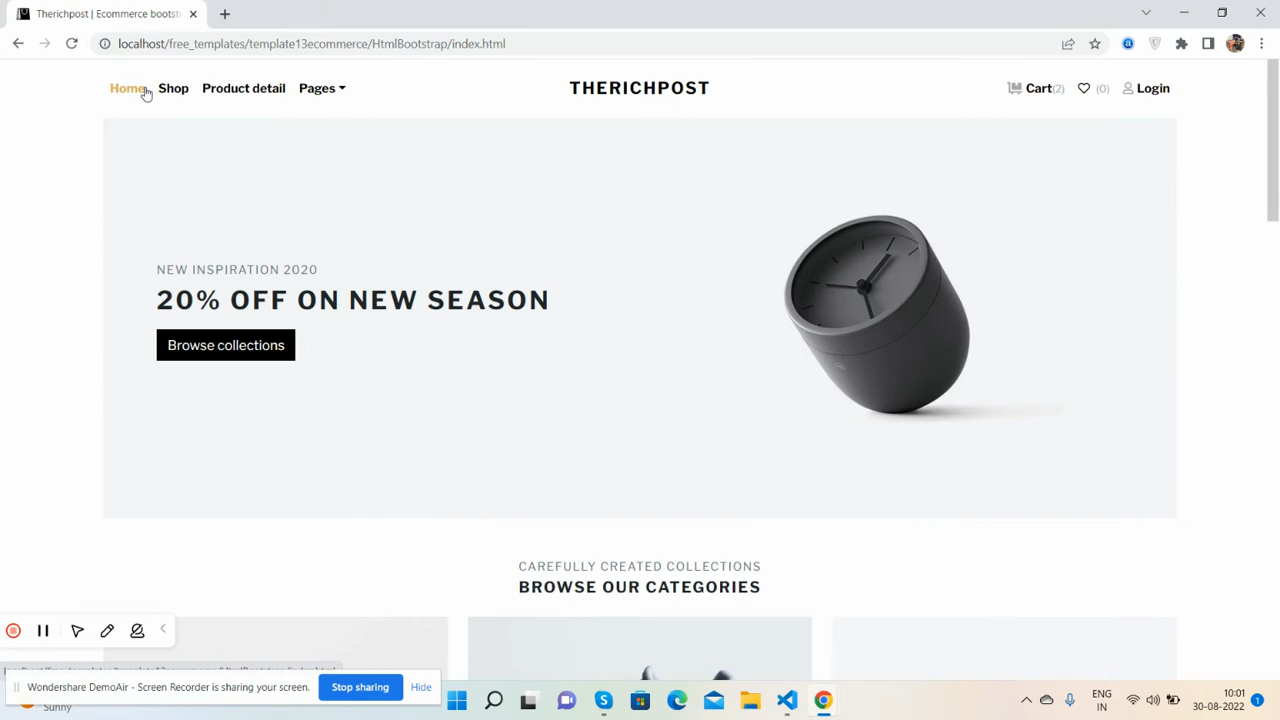 Therichpost | Ecommerce bootst
localhost/free_templates/template13ecommerce/HtmlBootstrap/index.html
Home Shop Product detail Pages
THERICHPOST
Cart(2) (0) Login
NEW INSPIRATION 2020
20% OFF ON NEW SEASON
Browse collections
CAREFULLY CREATED COLLECTIONS
BROWSE OUR CATEGORIES
Wondershare DemoAir - Screen Recorder is sharing your screen. Stop sharing Hide
Sunny
ENG
IN
10:01
30-08-2022
1